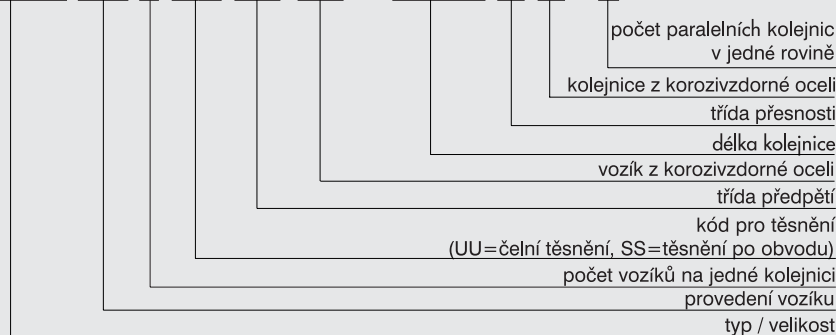 počet paralelních kolejnic
v jedné rovině
kolejnice z korozivzdorné oceli
třída přesnosti
délka kolejnice
vozík z korozivzdorné oceli
třída předpětí
kód pro těsnění
(UU=čelní těsnění, SS=těsnění po obvodu)
počet vozíků na jedné kolejnici
provedení vozíku
typ / velikost